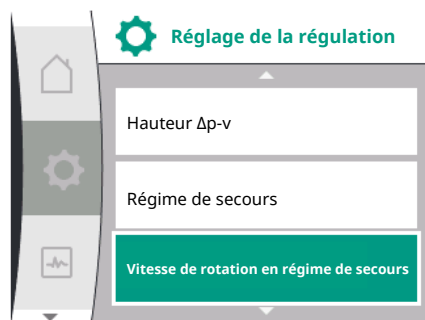 Réglage de la régulation
Hauteur Δp-v
Régime de secours
Vitesse de rotation en régime de secours